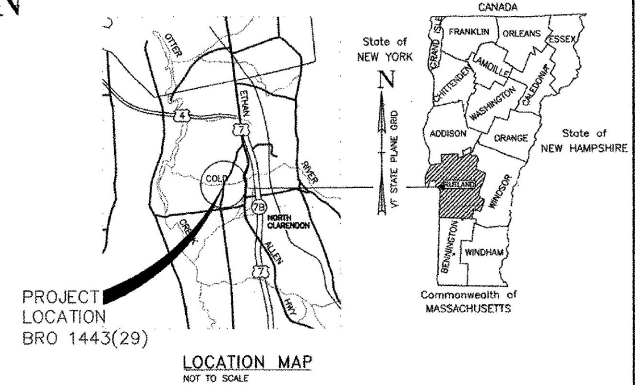 N
OTTER
4
ETHAN
7
COLD
RIVER
7B
NORTH
CLARENDON
CREEK
ALLEN
7
HWY
PROJECT
LOCATION
BRO 1443(29)
LOCATION MAP
NOT TO SCALE
CANADA
State of
NEW YORK
N
VT STATE PLANE GRID
GRAND ISLE
FRANKLIN
ORLEANS
ESSEX
LAMOILLE
CHITTENDEN
CALEDONIA
WASHINGTON
ADDISON
ORANGE
State of
NEW HAMPSHIRE
RUTLAND
WINDSOR
BENNINGTON
WINDHAM
Commonwealth of
MASSACHUSETTS